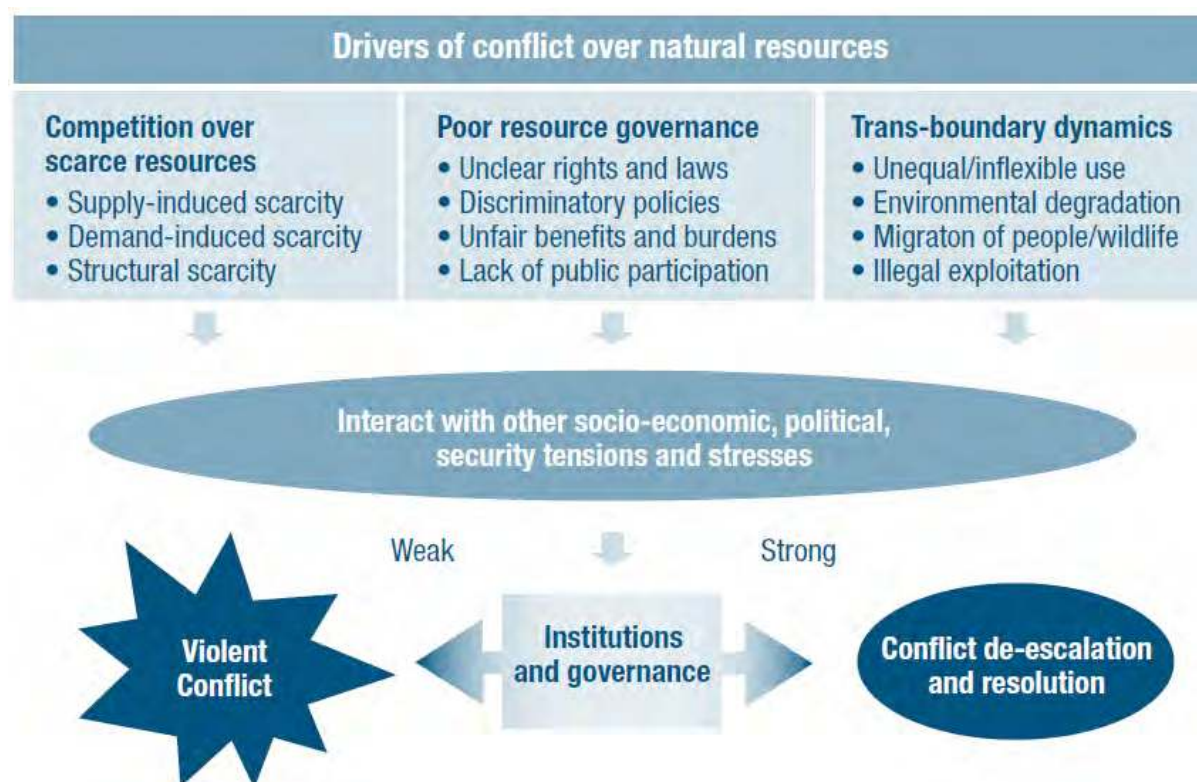 Drivers of conflict over natural resources
Competition over
scarce resources
• Supply-induced scarcity
• Demand-induced scarcity
• Structural scarcity
Poor resource governance
• Unclear rights and laws
• Discriminatory policies
• Unfair benefits and burdens
• Lack of public participation
Trans-boundary dynamics
• Unequal/inflexible use
• Environmental degradation
• Migraton of people/wildlife
• Illegal exploitation
Interact with other socio-economic, political,
security tensions and stresses
Weak
Strong
Violent
Conflict
Institutions
and governance
Conflict de-escalation
and resolution